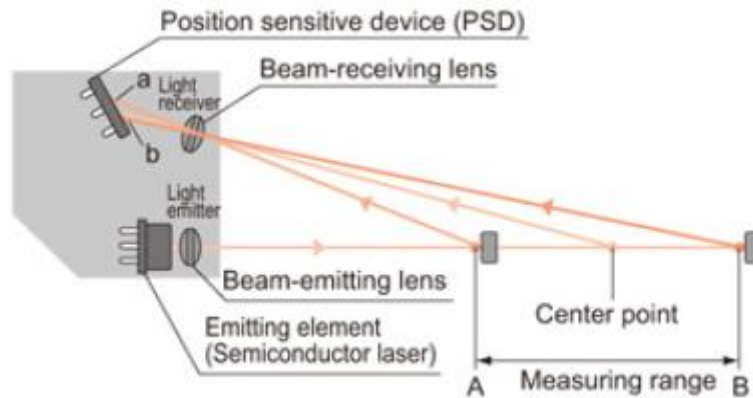 Position sensitive device (PSD)
Beam-receiving lens
a
Light
receiver
b
Light
emitter
Beam-emitting lens
Center point
Emitting element
(Semiconductor laser)
A
Measuring range
B